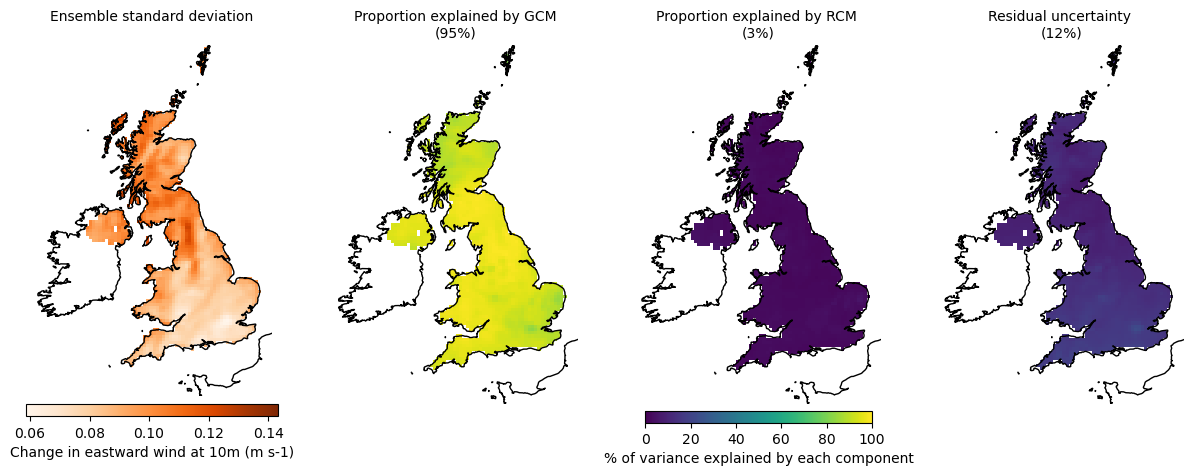 Ensemble standard deviation
Proportion explained by GCM
(95%)
Proportion explained by RCM
(3%)
Residual uncertainty
(12%)
0.06 0.08 0.10 0.12 0.14
Change in eastward wind at 10m (m s-1)
0 20 40 60 80 100
% of variance explained by each component